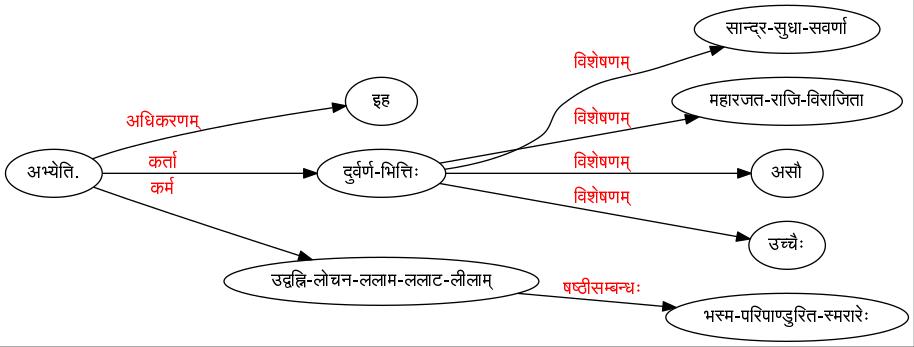 सान्द्र-सुधा-सवर्णा
विशेषणम्
इह
महारजत-राजि-विराजिता
अधिकरणम्
विशेषणम्
अभ्येति.
कर्ता
दुर्वर्ण-भित्तिः
विशेषणम्
असौ
कर्म
विशेषणम्
उच्चैः
उद्वह्नि-लोचन-ललाम-ललाट-लीलाम्
षष्ठीसम्बन्धः
भस्म-परिपाण्डुरित-स्मरारेः